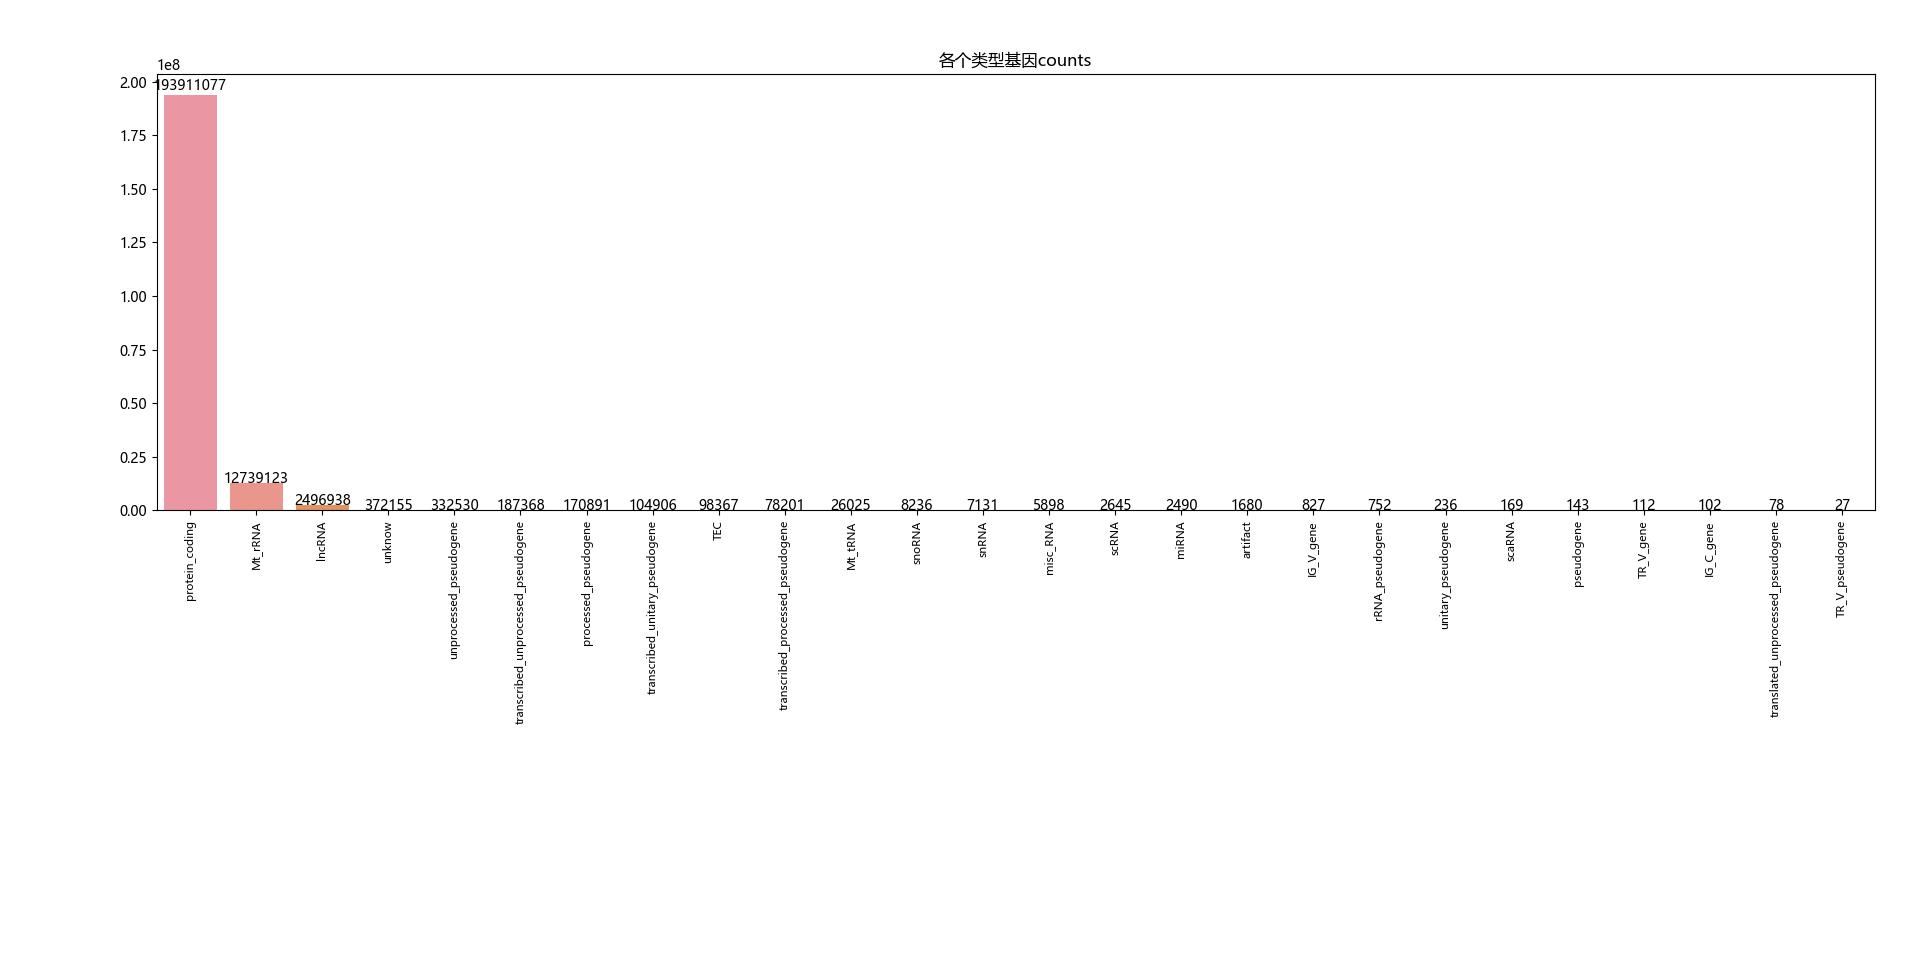 各个类型基因counts
1e8
2.00
1.75
1.50
1.25
1.00
0.75
0.50
0.25
0.00
193911077
12739123
2496938
372155
332530
187368
170891
104906
98367
78201
26025
8236
7131
5898
2645
2490
1680
827
752
236
169
143
112
102
78
27
protein_coding
Mt_rRNA
lncRNA
unknow
unprocessed_pseudogene
transcribed_unprocessed_pseudogene
processed_pseudogene
transcribed_unitary_pseudogene
TEC
transcribed_processed_pseudogene
Mt_tRNA
snoRNA
snRNA
misc_RNA
scRNA
miRNA
artifact
IG_V_gene
rRNA_pseudogene
unitary_pseudogene
scaRNA
pseudogene
TR_V_gene
IG_C_gene
translated_unprocessed_pseudogene
TR_V_pseudogene